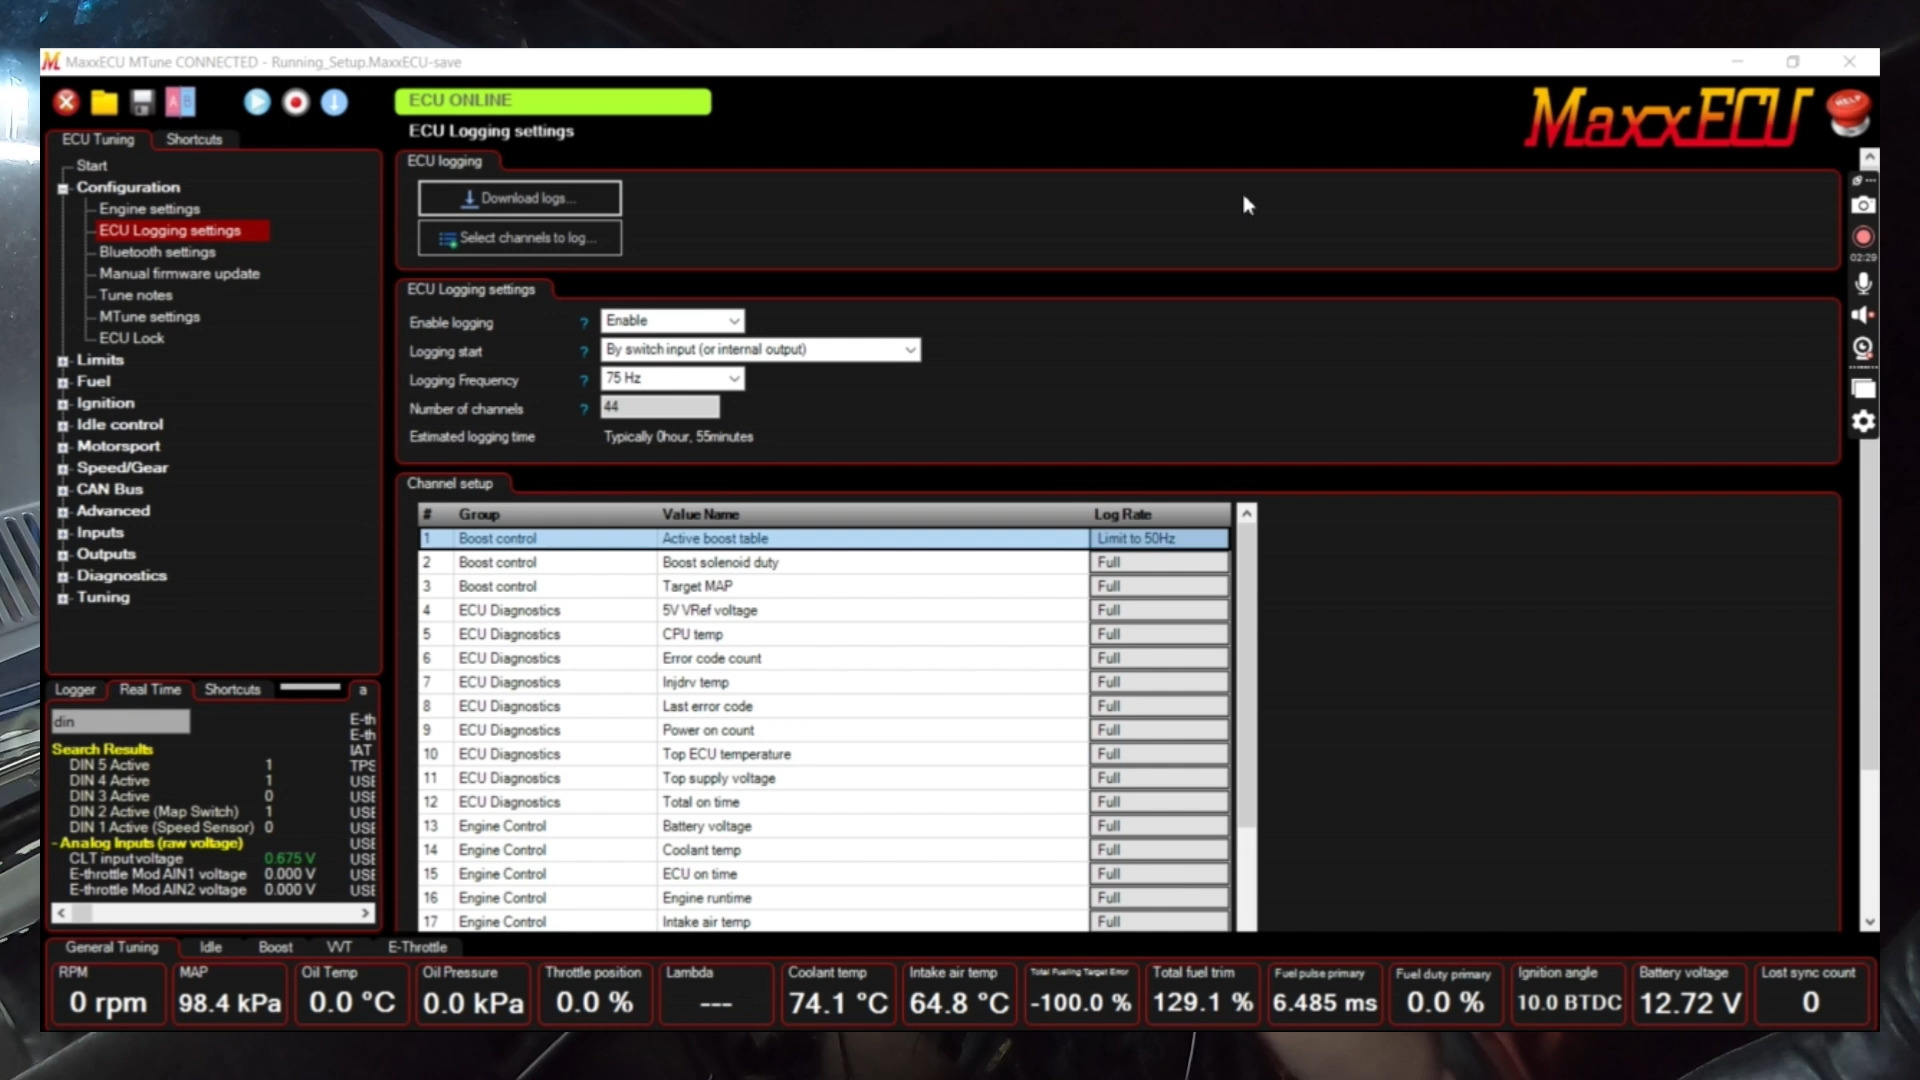 MaxxECU MTune CONNECTED - Running_Setup.MaxxECU-save
A B
ECU ONLINE
MaxxECU
HELP
ECU Tuning
Shortcuts
ECU Logging settings
Start
Configuration
Engine settings
ECU Logging settings
Bluetooth settings
Manual firmware update
Tune notes
MTune settings
ECU Lock
Limits
Fuel
Ignition
Idle control
Motorsport
Speed/Gear
CAN Bus
Advanced
Inputs
Outputs
Diagnostics
Tuning
ECU logging
Download logs...
Select channels to log...
02:29
ECU Logging settings
Enable logging ? Enable
Logging start ? By switch input (or internal output)
Logging Frequency ? 75 Hz
Number of channels ? 44
Estimated logging time Typically 0hour, 55minutes
Channel setup
# Group Value Name Log Rate
1 Boost control Active boost table Limit to 50Hz
2 Boost control Boost solenoid duty Full
3 Boost control Target MAP Full
4 ECU Diagnostics 5V VRef voltage Full
5 ECU Diagnostics CPU temp Full
6 ECU Diagnostics Error code count Full
7 ECU Diagnostics Injdrv temp Full
8 ECU Diagnostics Last error code Full
9 ECU Diagnostics Power on count Full
10 ECU Diagnostics Top ECU temperature Full
11 ECU Diagnostics Top supply voltage Full
12 ECU Diagnostics Total on time Full
13 Engine Control Battery voltage Full
14 Engine Control Coolant temp Full
15 Engine Control ECU on time Full
16 Engine Control Engine runtime Full
17 Engine Control Intake air temp Full
Logger Real Time Shortcuts a
din
Search Results
DIN 5 Active 1
DIN 4 Active 1
DIN 3 Active 0
DIN 2 Active (Map Switch) 1
DIN 1 Active (Speed Sensor) 0
- Analog Inputs (raw voltage)
CLT input voltage 0.675 V
E-throttle Mod AIN1 voltage 0.000 V
E-throttle Mod AIN2 voltage 0.000 V
E-th
E-th
IAT
TPS
USE
USE
USE
USE
USE
USE
USE
USE
General Tuning Idle Boost VVT E-Throttle
RPM
0 rpm
MAP
98.4 kPa
Oil Temp
0.0 °C
Oil Pressure
0.0 kPa
Throttle position
0.0 %
Lambda
---
Coolant temp
74.1 °C
Intake air temp
64.8 °C
Total Fueling Target Error
-100.0 %
Total fuel trim
129.1 %
Fuel pulse primary
6.485 ms
Fuel duty primary
0.0 %
Ignition angle
10.0 BTDC
Battery voltage
12.72 V
Lost sync count
0